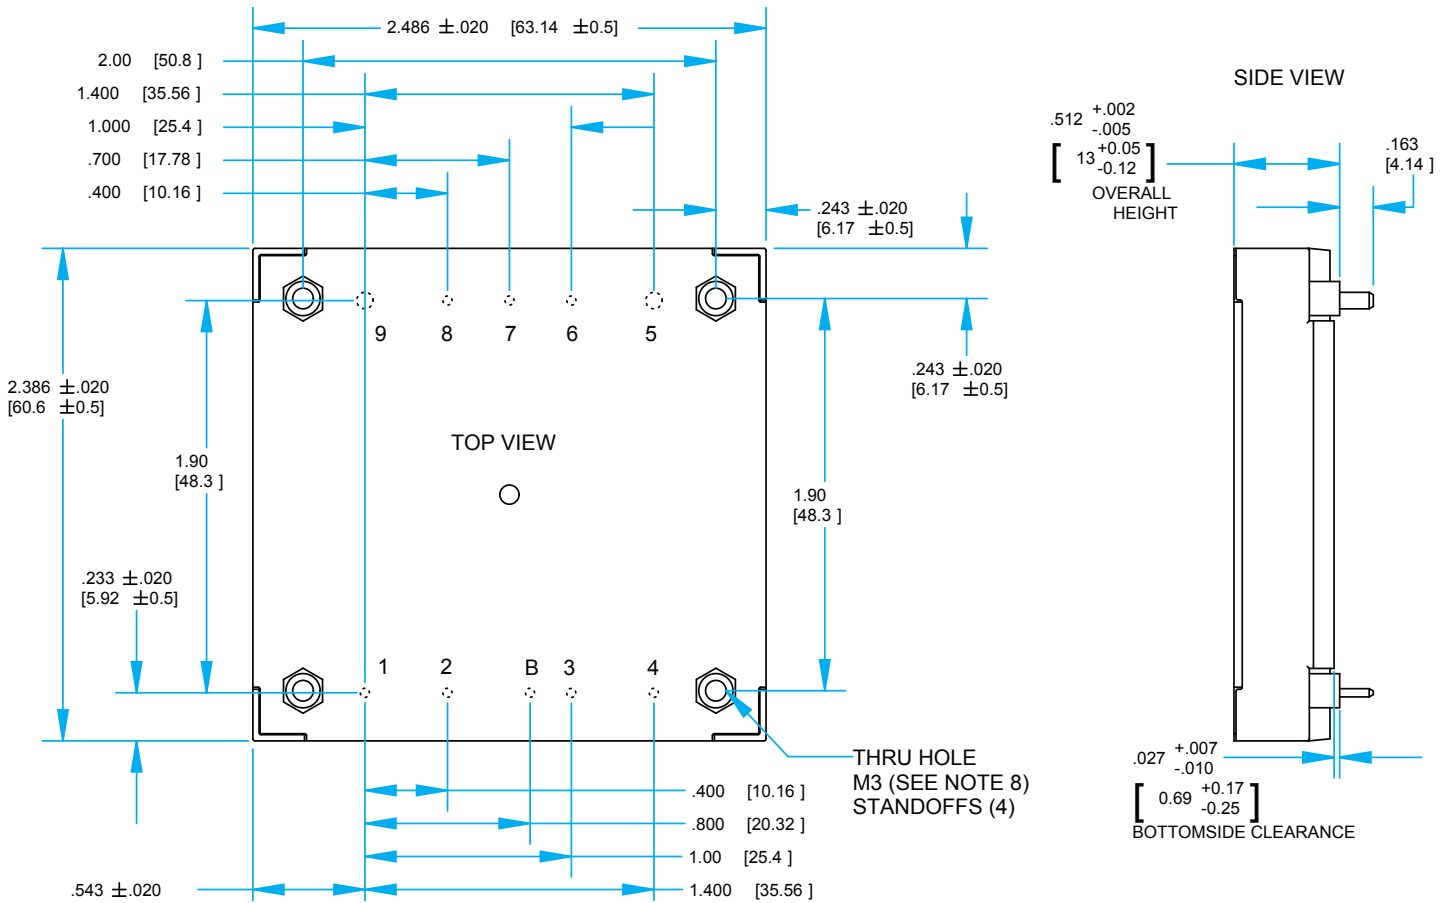 2.486 ±.020 [63.14 ±0.5]
2.00 [50.8 ]
1.400 [35.56 ]
1.000 [25.4 ]
.700 [17.78 ]
.400 [10.16 ]
.243 ±.020
[6.17 ±0.5]
SIDE VIEW
.512 +.002
-.005
[ 13 +0.05
-0.12 ]
OVERALL
HEIGHT
.163
[4.14 ]
9 8 7 6 5
2.386 ±.020
[60.6 ±0.5]
.243 ±.020
[6.17 ±0.5]
TOP VIEW
1.90
[48.3 ]
1.90
[48.3 ]
.233 ±.020
[5.92 ±0.5]
1 2 B 3 4
THRU HOLE
M3 (SEE NOTE 8)
STANDOFFS (4)
.027 +.007
-.010
[ 0.69 +0.17
-0.25 ]
BOTTOMSIDE CLEARANCE
.400 [10.16 ]
.800 [20.32 ]
1.00 [25.4 ]
.543 ±.020
1.400 [35.56 ]